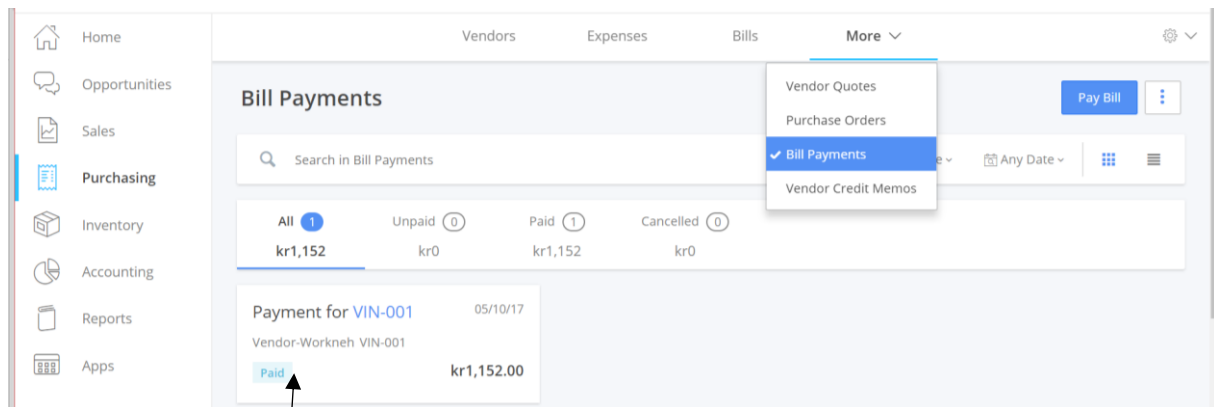 Home
Opportunities
Sales
Purchasing
Inventory
Accounting
Reports
Apps
Vendors Expenses Bills More
Vendor Quotes
Purchase Orders
Bill Payments
Vendor Credit Memos
Bill Payments
Pay Bill
Search in Bill Payments
Any Date
All 1 Unpaid 0 Paid 1 Cancelled 0
kr1,152 kr0 kr1,152 kr0
Payment for VIN-001 05/10/17
Vendor-Workneh VIN-001
Paid kr1,152.00